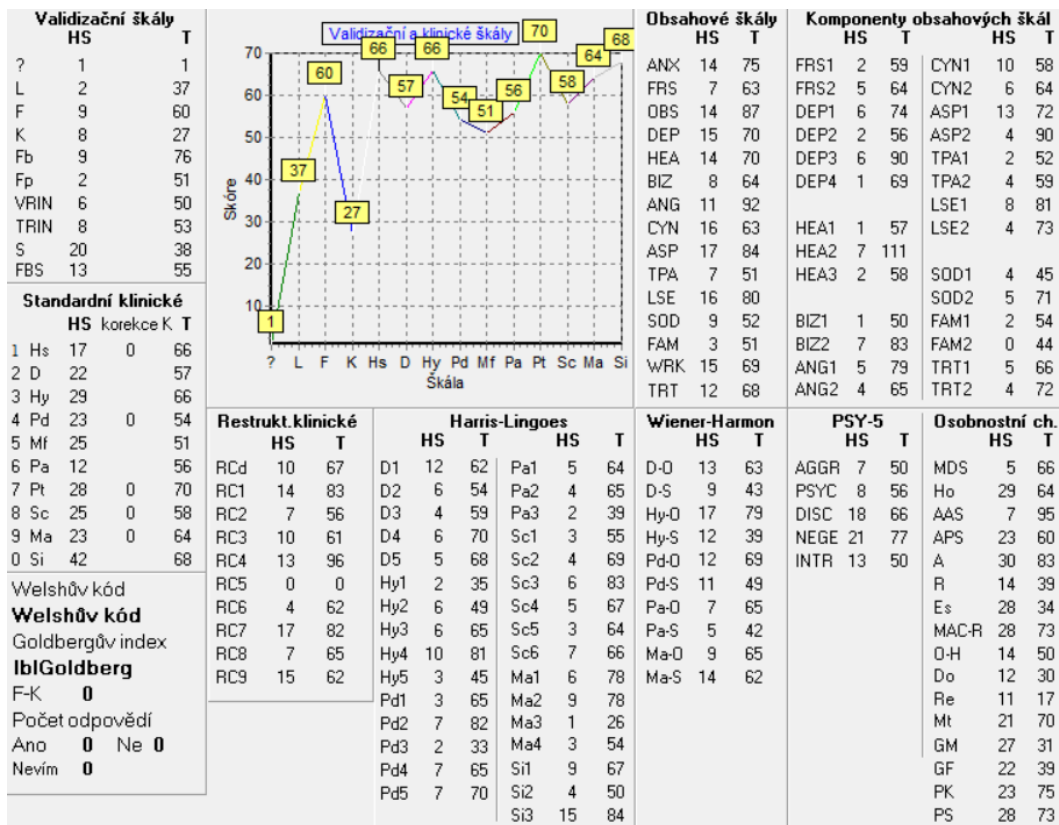 Validizační škály
HS T
? 1 1
L 2 37
F 9 60
K 8 27
Fb 9 76
Fp 2 51
VRIN 6 50
TRIN 8 53
S 20 38
FBS 13 55
Standardní klinické
HS korekce K T
1 Hs 17 0 66
2 D 22 57
3 Hy 29 66
4 Pd 23 0 54
5 Mf 25 51
6 Pa 12 56
7 Pt 28 0 70
8 Sc 25 0 58
9 Ma 23 0 64
0 Si 42 68
Welshův kód
Welshův kód
Goldbergův index
lblGoldberg
F-K 0
Počet odpovědí
Ano 0 Ne 0
Nevím 0
Validizační a klinické škály
70
60
50
40
30
20
10
Skóre
1 37 60 27 66 57 66 54 51 56 70 58 64 68
? L F K Hs D Hy Pd Mf Pa Pt Sc Ma Si
Škála
Obsahové škály
HS T
ANX 14 75
FRS 7 63
OBS 14 87
DEP 15 70
HEA 14 70
BIZ 8 64
ANG 11 92
CYN 16 63
ASP 17 84
TPA 7 51
LSE 16 80
SOD 9 52
FAM 3 51
WRK 15 69
TRT 12 68
Komponenty obsahových škál
HS T HS T
FRS1 2 59 CYN1 10 58
FRS2 5 64 CYN2 6 64
DEP1 6 74 ASP1 13 72
DEP2 2 56 ASP2 4 90
DEP3 6 90 TPA1 2 52
DEP4 1 69 TPA2 4 59
LSE1 8 81
HEA1 1 57 LSE2 4 73
HEA2 7 111
HEA3 2 58 SOD1 4 45
SOD2 5 71
BIZ1 1 50 FAM1 2 54
BIZ2 7 83 FAM2 0 44
ANG1 5 79 TRT1 5 66
ANG2 4 65 TRT2 4 72
Restrukt.klinické
HS T
RCd 10 67
RC1 14 83
RC2 7 56
RC3 10 61
RC4 13 96
RC5 0 0
RC6 4 62
RC7 17 82
RC8 7 65
RC9 15 62
Harris-Lingoes
HS T HS T
D1 12 62 Pa1 5 64
D2 6 54 Pa2 4 65
D3 4 59 Pa3 2 39
D4 6 70 Sc1 3 55
D5 5 68 Sc2 4 69
Hy1 2 35 Sc3 6 83
Hy2 6 49 Sc4 5 67
Hy3 6 65 Sc5 3 64
Hy4 10 81 Sc6 7 66
Hy5 3 45 Ma1 6 78
Pd1 3 65 Ma2 9 78
Pd2 7 82 Ma3 1 26
Pd3 2 33 Ma4 3 54
Pd4 7 65 Si1 9 67
Pd5 7 70 Si2 4 50
Si3 15 84
Wiener-Harmon
HS T
D-O 13 63
D-S 9 43
Hy-O 17 79
Hy-S 12 39
Pd-O 12 69
Pd-S 11 49
Pa-O 7 65
Pa-S 5 42
Ma-O 9 65
Ma-S 14 62
PSY-5
HS T
AGGR 7 50
PSYC 8 56
DISC 18 66
NEGE 21 77
INTR 13 50
Osobnostní ch.
HS T
MDS 5 66
Ho 29 64
AAS 7 95
APS 23 60
A 30 83
R 14 39
Es 28 34
MAC-R 28 73
O-H 14 50
Do 12 30
Re 11 17
Mt 21 70
GM 27 31
GF 22 39
PK 23 75
PS 28 73